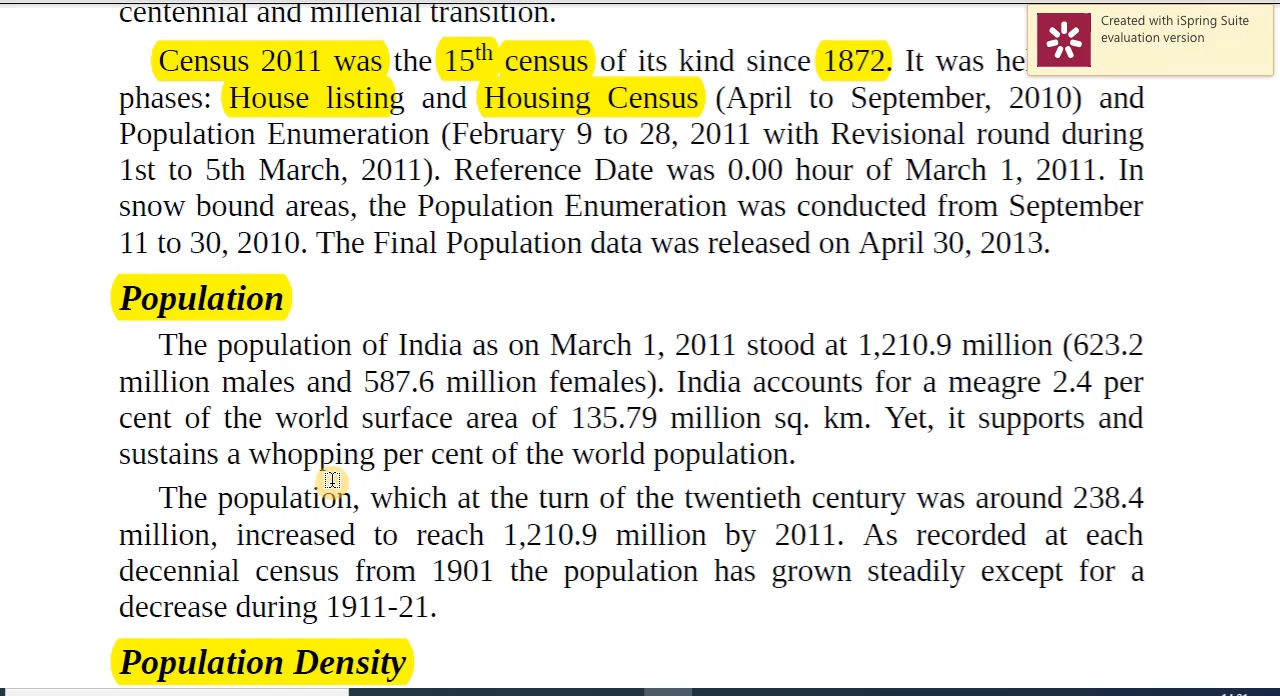 centennial and millenial transition.
Created with iSpring Suite
evaluation version
Census 2011 was the 15th census of its kind since 1872. It was
phases: House listing and Housing Census (April to September, 2010) and
Population Enumeration (February 9 to 28, 2011 with Revisional round during
1st to 5th March, 2011). Reference Date was 0.00 hour of March 1, 2011. In
snow bound areas, the Population Enumeration was conducted from September
11 to 30, 2010. The Final Population data was released on April 30, 2013.
Population
The population of India as on March 1, 2011 stood at 1,210.9 million (623.2
million males and 587.6 million females). India accounts for a meagre 2.4 per
cent of the world surface area of 135.79 million sq. km. Yet, it supports and
sustains a whopping per cent of the world population.
The population, which at the turn of the twentieth century was around 238.4
million, increased to reach 1,210.9 million by 2011. As recorded at each
decennial census from 1901 the population has grown steadily except for a
decrease during 1911-21.
Population Density